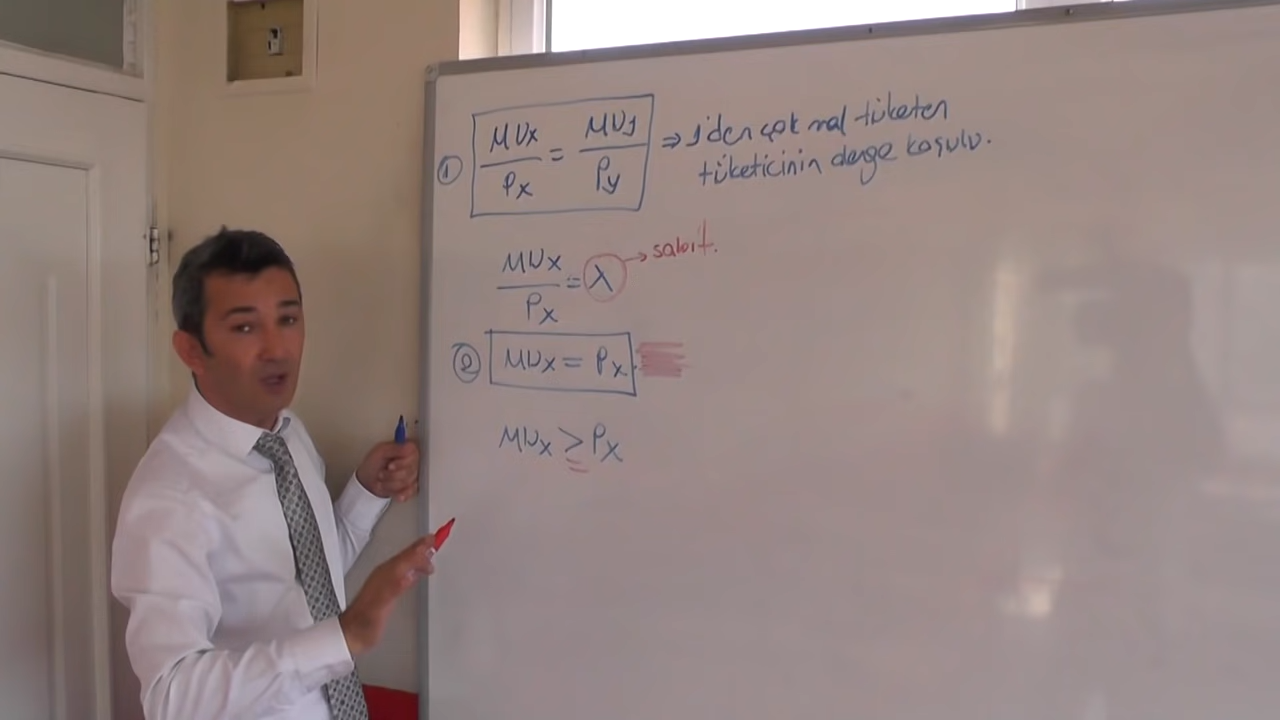 ① MUx/Px = MUy/Py ⇒ 1'den çok mal tüketen
tüketicinin denge koşulu.
MUx/Px = λ → sabit.
② MUx = Px.
MUx > Px